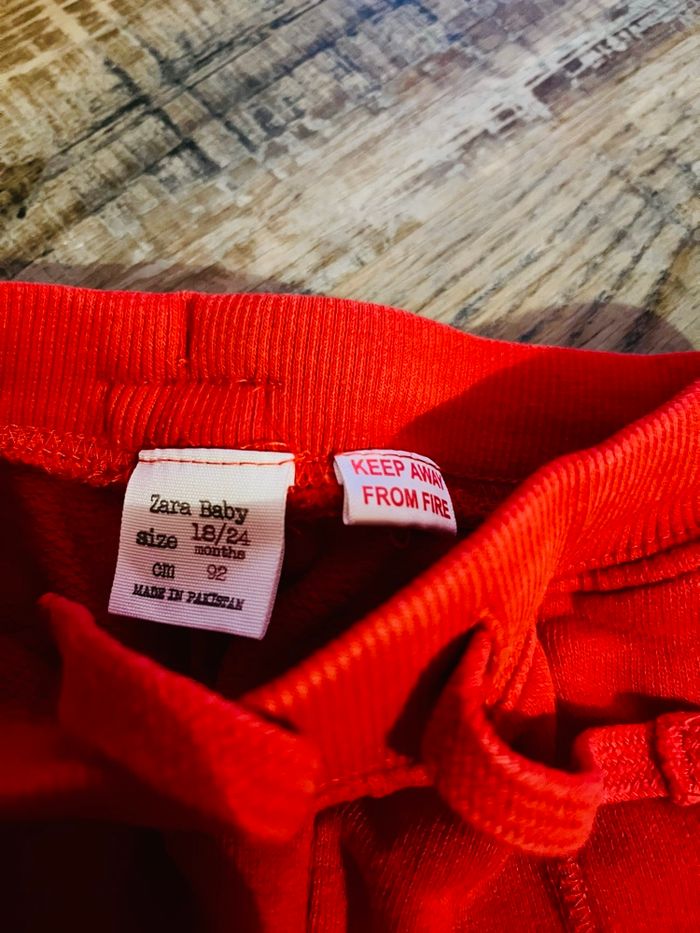 Zara Baby
size 18/24
months
cm 92
MADE IN PAKISTAN
KEEP AWAY
FROM FIRE